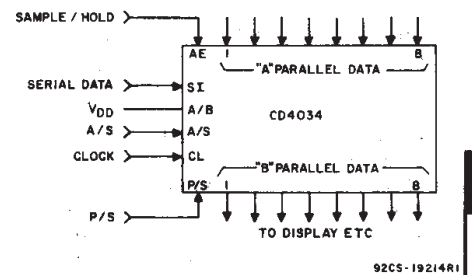 SAMPLE / HOLD
AE 1 8
"A" PARALLEL DATA
SERIAL DATA SI
VDD A/B
CD4034
A/S A/S
CLOCK CL
"B" PARALLEL DATA
P/S 1 8
P/S
TO DISPLAY ETC
92CS-19214R1